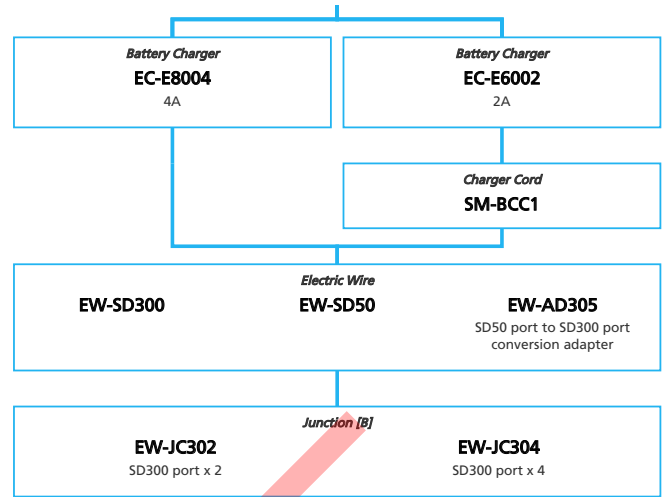 Battery Charger
EC-E8004
4A
Battery Charger
EC-E6002
2A
Charger Cord
SM-BCC1
Electric Wire
EW-SD300
EW-SD50
EW-AD305
SD50 port to SD300 port
conversion adapter
Junction [B]
EW-JC302
SD300 port x 2
EW-JC304
SD300 port x 4